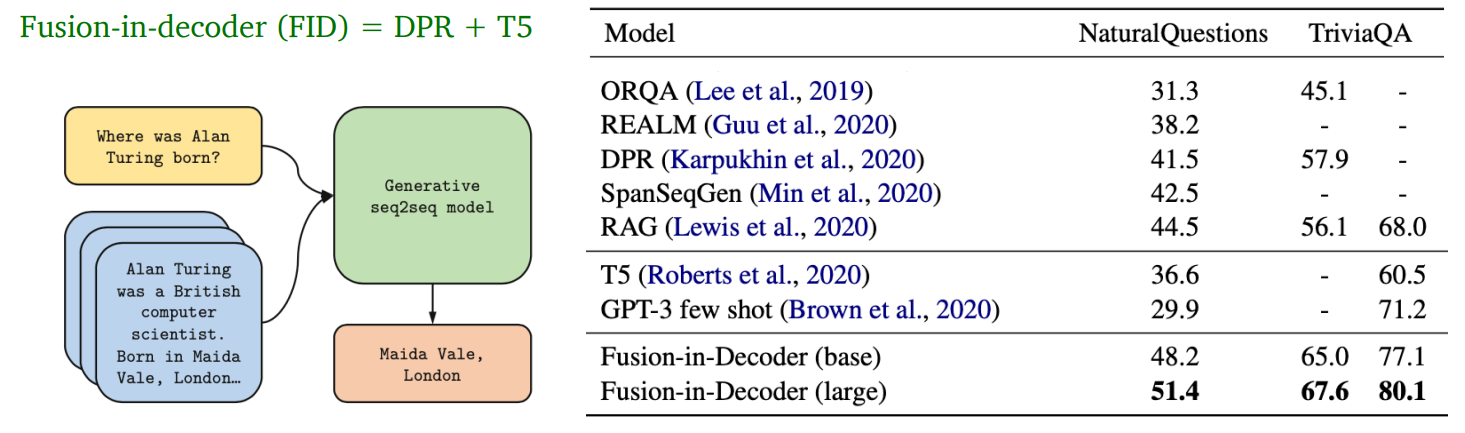 Fusion-in-decoder (FID) = DPR + T5
Where was Alan
Turing born?
Generative
seq2seq model
Alan Turing
was a British
computer
scientist.
Born in Maida
Vale, London…
Maida Vale,
London
Model NaturalQuestions TriviaQA
ORQA (Lee et al., 2019) 31.3 45.1 -
REALM (Guu et al., 2020) 38.2 - -
DPR (Karpukhin et al., 2020) 41.5 57.9 -
SpanSeqGen (Min et al., 2020) 42.5 - -
RAG (Lewis et al., 2020) 44.5 56.1 68.0
T5 (Roberts et al., 2020) 36.6 - 60.5
GPT-3 few shot (Brown et al., 2020) 29.9 - 71.2
Fusion-in-Decoder (base) 48.2 65.0 77.1
Fusion-in-Decoder (large) 51.4 67.6 80.1